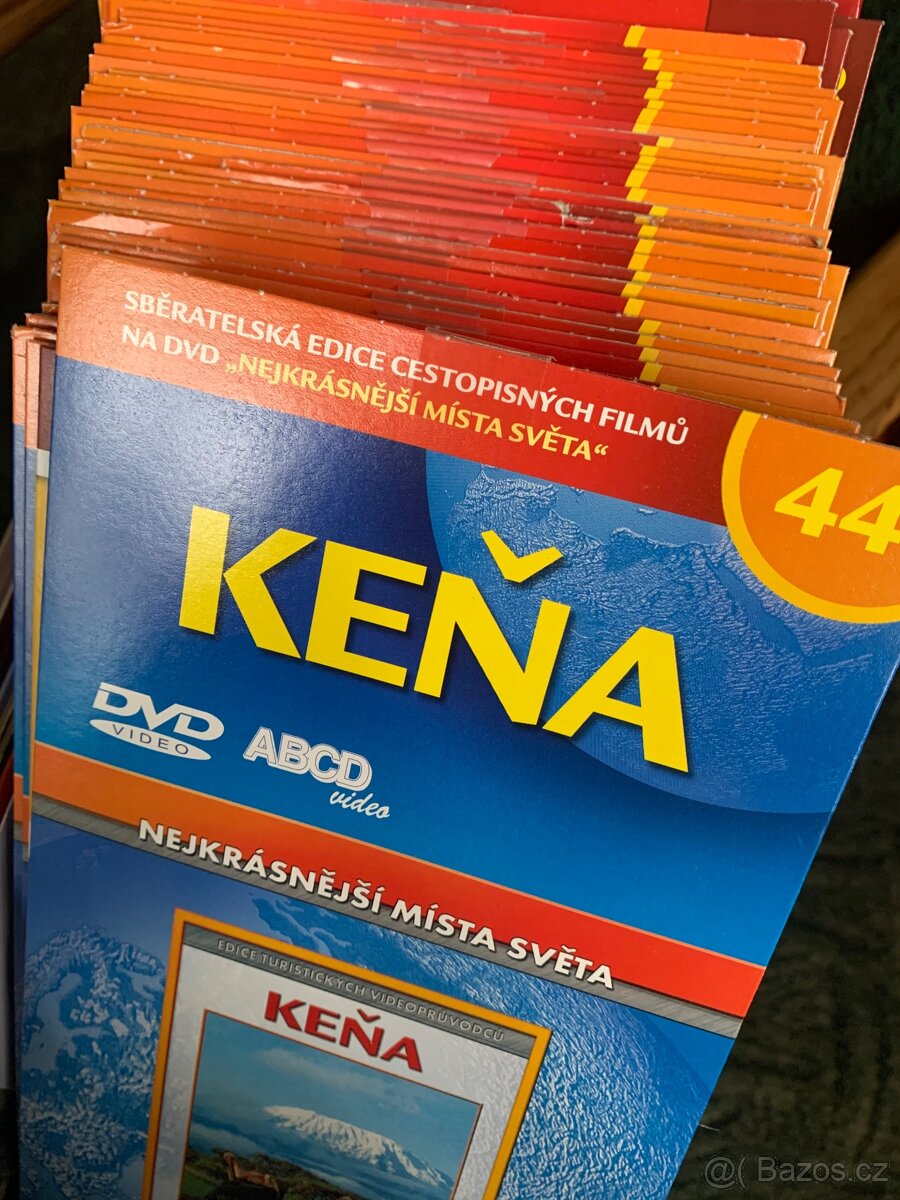 SBĚRATELSKÁ EDICE CESTOPISNÝCH FILMŮ
NA DVD „NEJKRÁSNĚJŠÍ MÍSTA SVĚTA“
44
KEŇA
DVD
VIDEO
ABCD
video
NEJKRÁSNĚJŠÍ MÍSTA SVĚTA
EDICE TURISTICKÝCH VIDEOPRŮVODCŮ
KEŇA
@( Bazos.cz